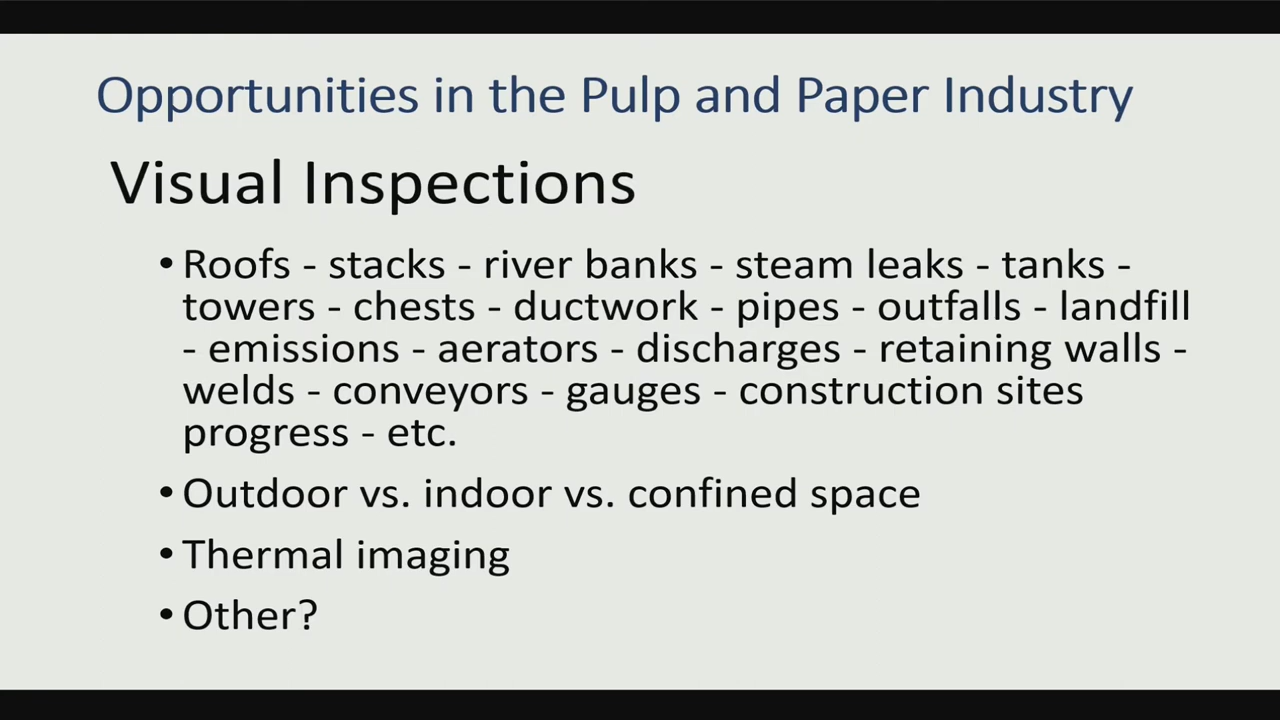 Opportunities in the Pulp and Paper Industry
Visual Inspections
• Roofs - stacks - river banks - steam leaks - tanks -
towers - chests - ductwork - pipes - outfalls - landfill
- emissions - aerators - discharges - retaining walls -
welds - conveyors - gauges - construction sites
progress - etc.
• Outdoor vs. indoor vs. confined space
• Thermal imaging
• Other?